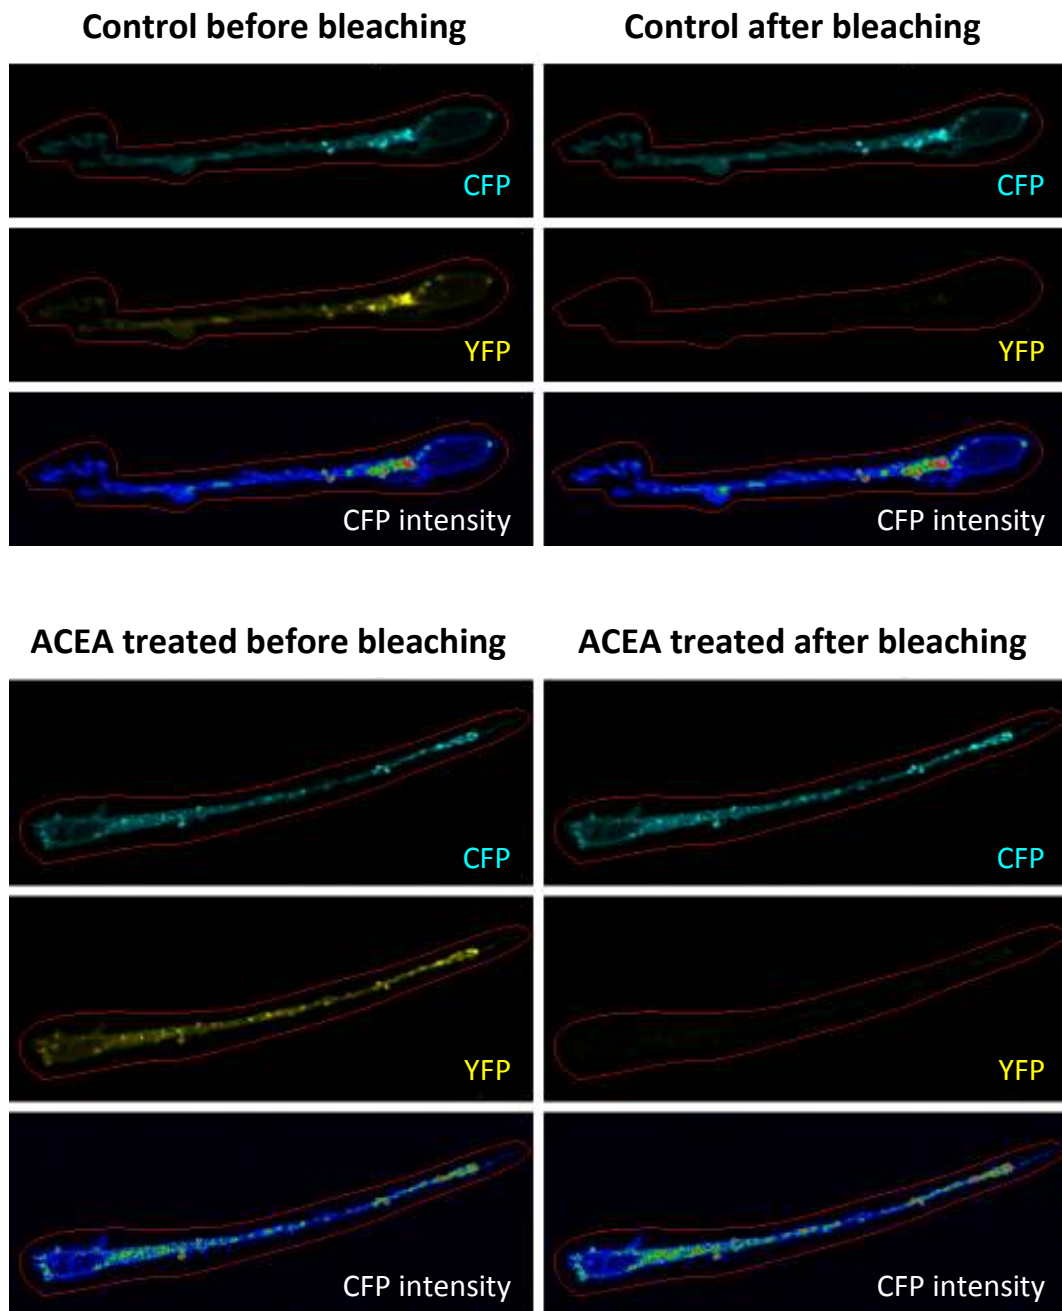 Control before bleaching
Control after bleaching
CFP
CFP
YFP
YFP
CFP intensity
CFP intensity
ACEA treated before bleaching
ACEA treated after bleaching
CFP
CFP
YFP
YFP
CFP intensity
CFP intensity